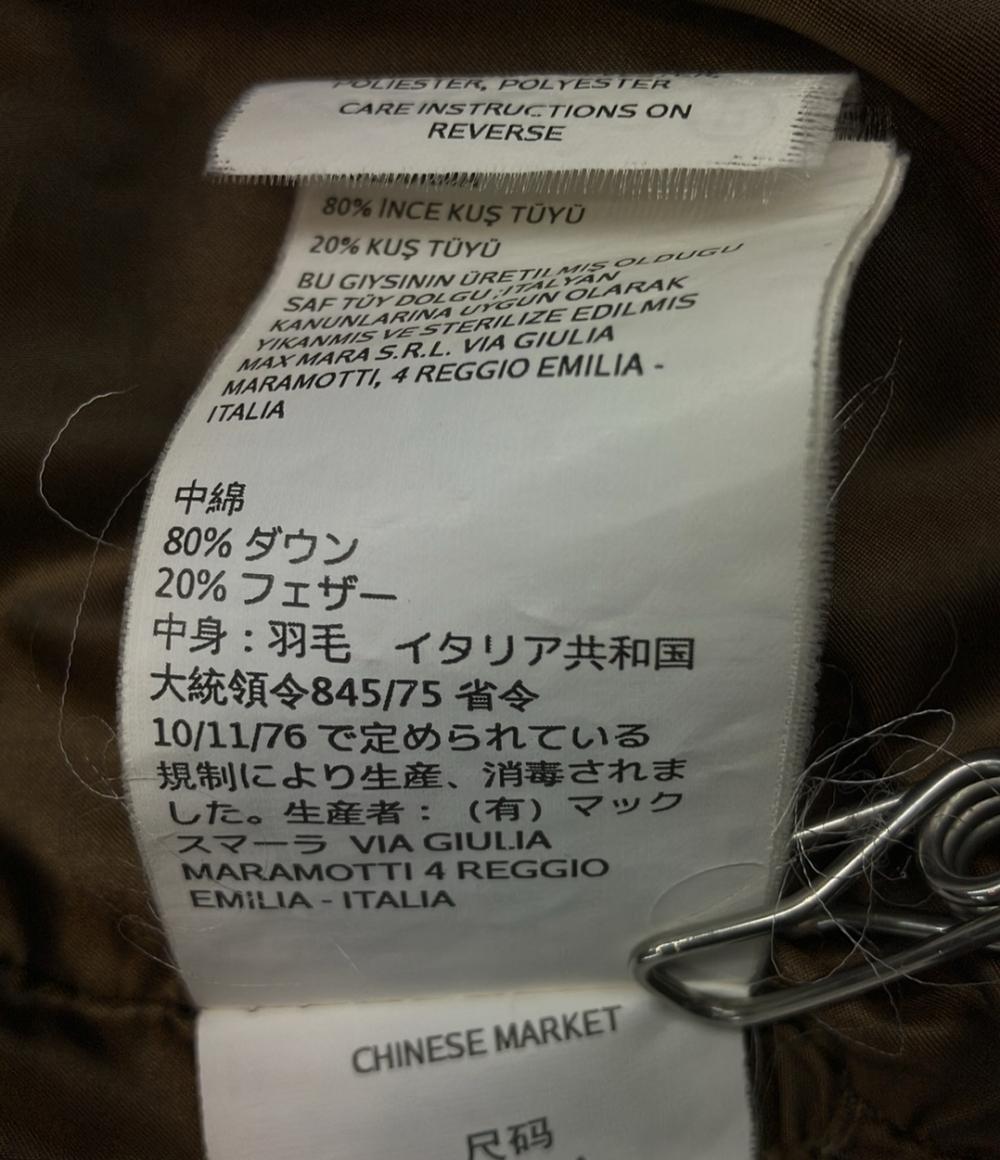 POLIESTER, POLYESTER
CARE INSTRUCTIONS ON
REVERSE
80% İNCE KUŞ TÜYÜ
20% KUŞ TÜYÜ
BU GIYSININ ÜRETILMIS OLDUGU
SAF TÜY DOLGU ;ITALYAN
KANUNLARINA UYGUN OLARAK
YIKANMIS VE STERILIZE EDILMIS
MAX MARA S.R.L. VIA GIULIA
MARAMOTTI, 4 REGGIO EMILIA -
ITALIA
中綿
80% ダウン
20% フェザー
中身：羽毛　イタリア共和国
大統領令845/75 省令
10/11/76 で定められている
規制により生産、消毒されま
した。生産者：（有）マック
スマーラ VIA GIULIA
MARAMOTTI 4 REGGIO
EMILIA - ITALIA
CHINESE MARKET
尺码